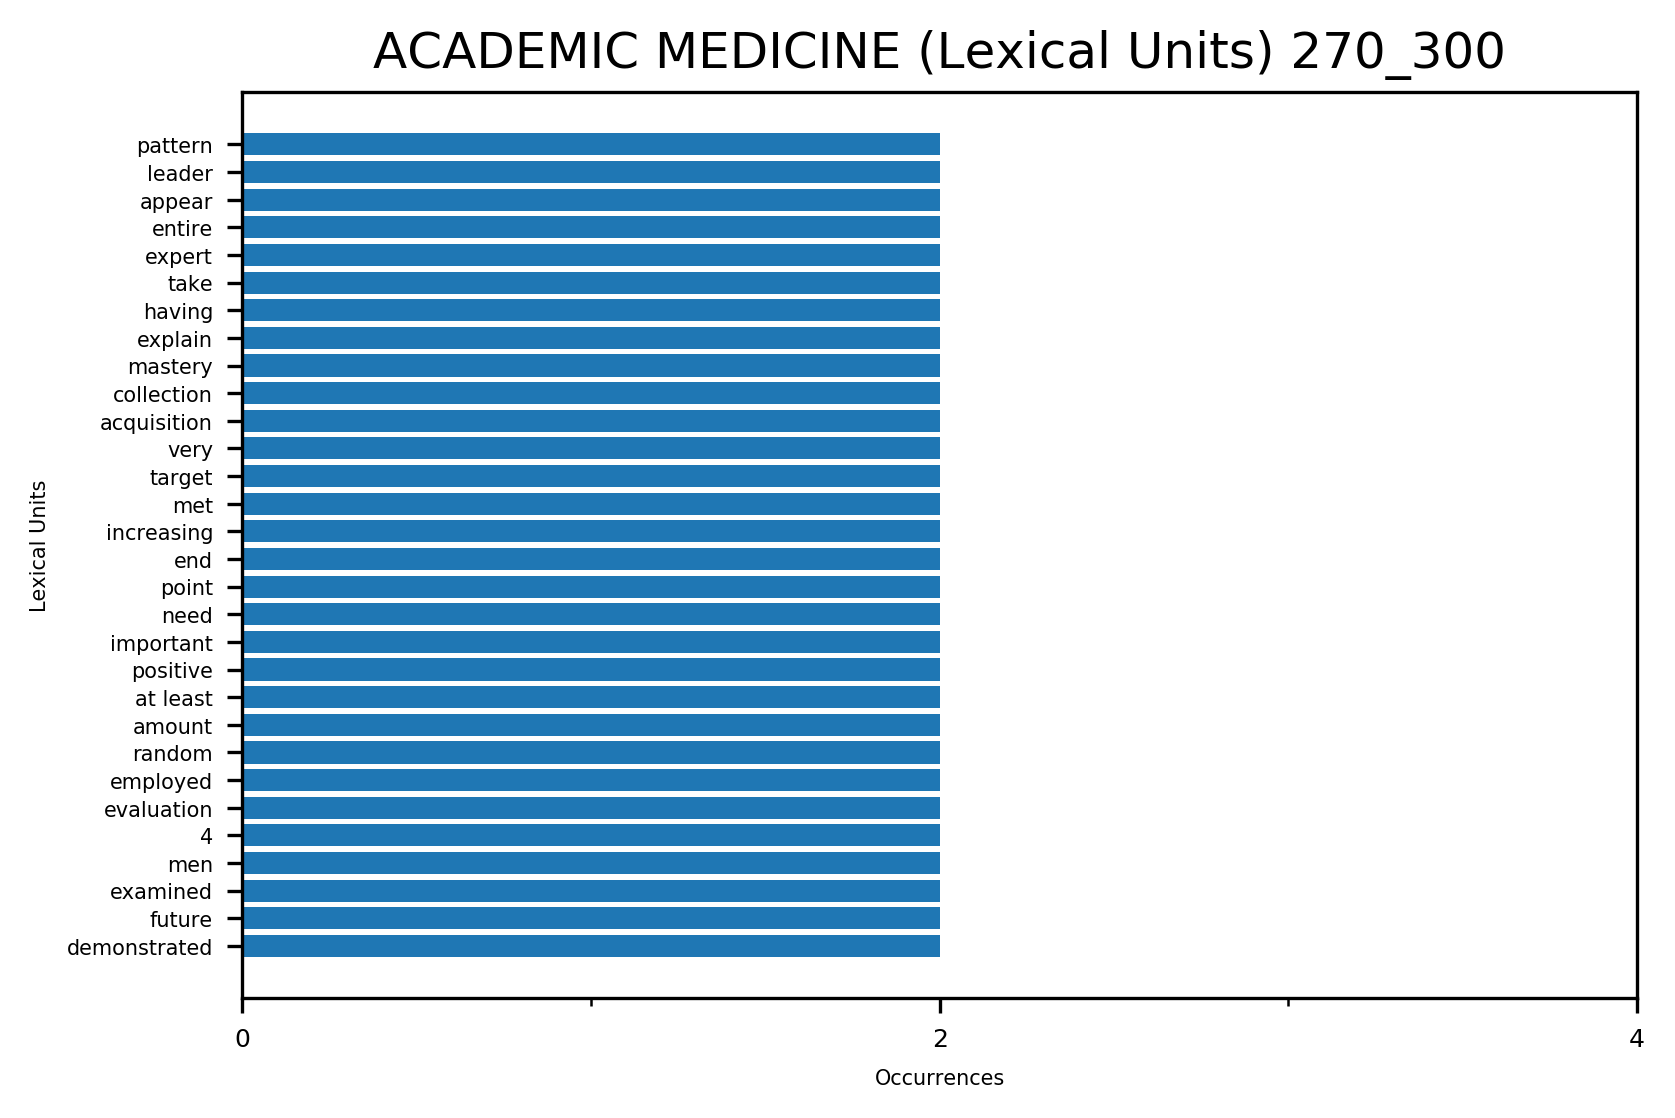 ACADEMIC MEDICINE (Lexical Units) 270_300
pattern
leader
appear
entire
expert
take
having
explain
mastery
collection
acquisition
very
target
met
increasing
end
point
need
important
positive
at least
amount
random
employed
evaluation
4
men
examined
future
demonstrated
Lexical Units
0 2 4
Occurrences